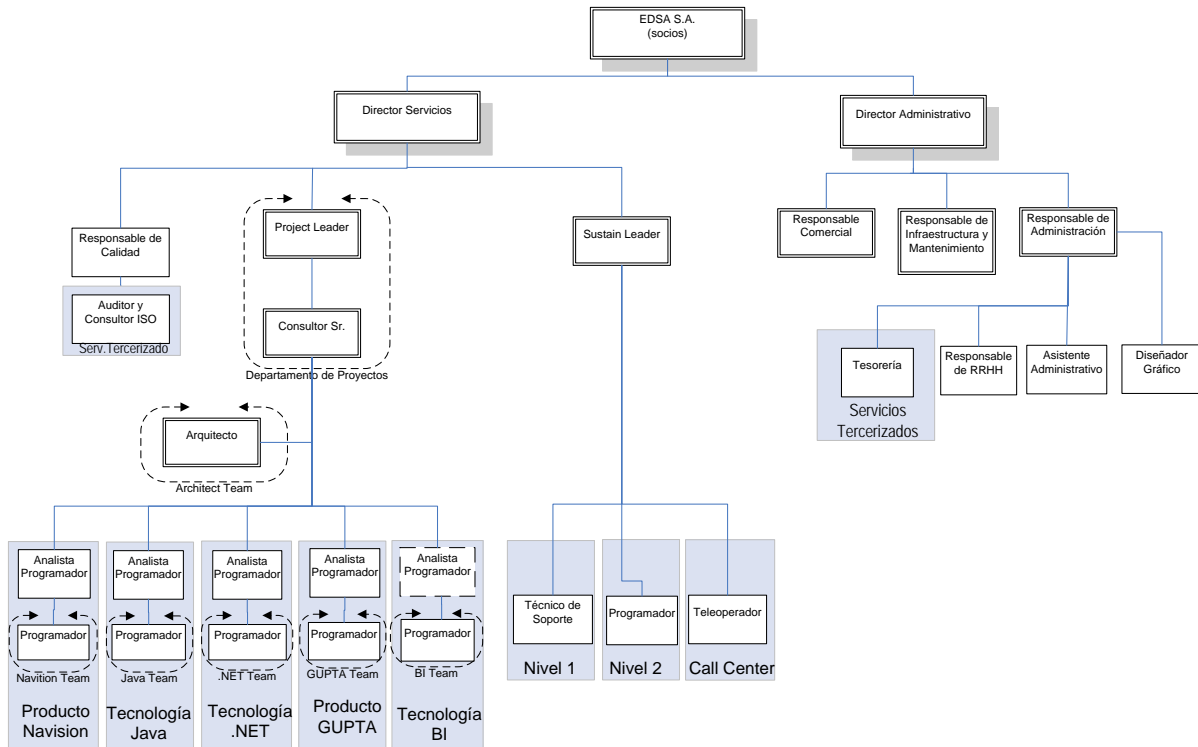 EDSA S.A.
(socios)
Director Servicios
Director Administrativo
Responsable de
Calidad
Auditor y
Consultor ISO
Serv.Tercerizado
Project Leader
Consultor Sr.
Departamento de Proyectos
Sustain Leader
Responsable
Comercial
Responsable de
Infraestructura y
Mantenimiento
Responsable de
Administración
Tesorería
Servicios
Tercerizados
Responsable
de RRHH
Asistente
Administrativo
Diseñador
Gráfico
Arquitecto
Architect Team
Analista
Programador
Programador
Navition Team
Producto
Navision
Analista
Programador
Programador
Java Team
Tecnología
Java
Analista
Programador
Programador
.NET Team
Tecnología
.NET
Analista
Programador
Programador
GUPTA Team
Producto
GUPTA
Analista
Programador
Programador
BI Team
Tecnología
BI
Técnico de
Soporte
Nivel 1
Programador
Nivel 2
Teleoperador
Call Center